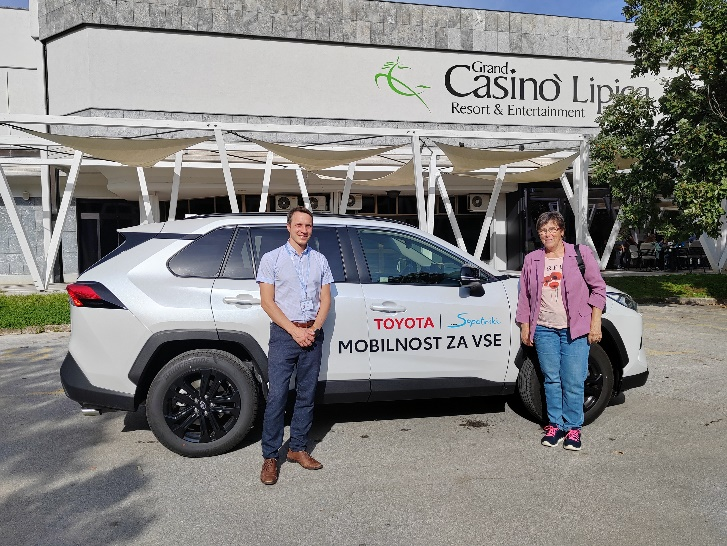 Grand
Casinò Lipica
Resort & Entertainment
TOYOTA | Sopotniki
MOBILNOST ZA VSE